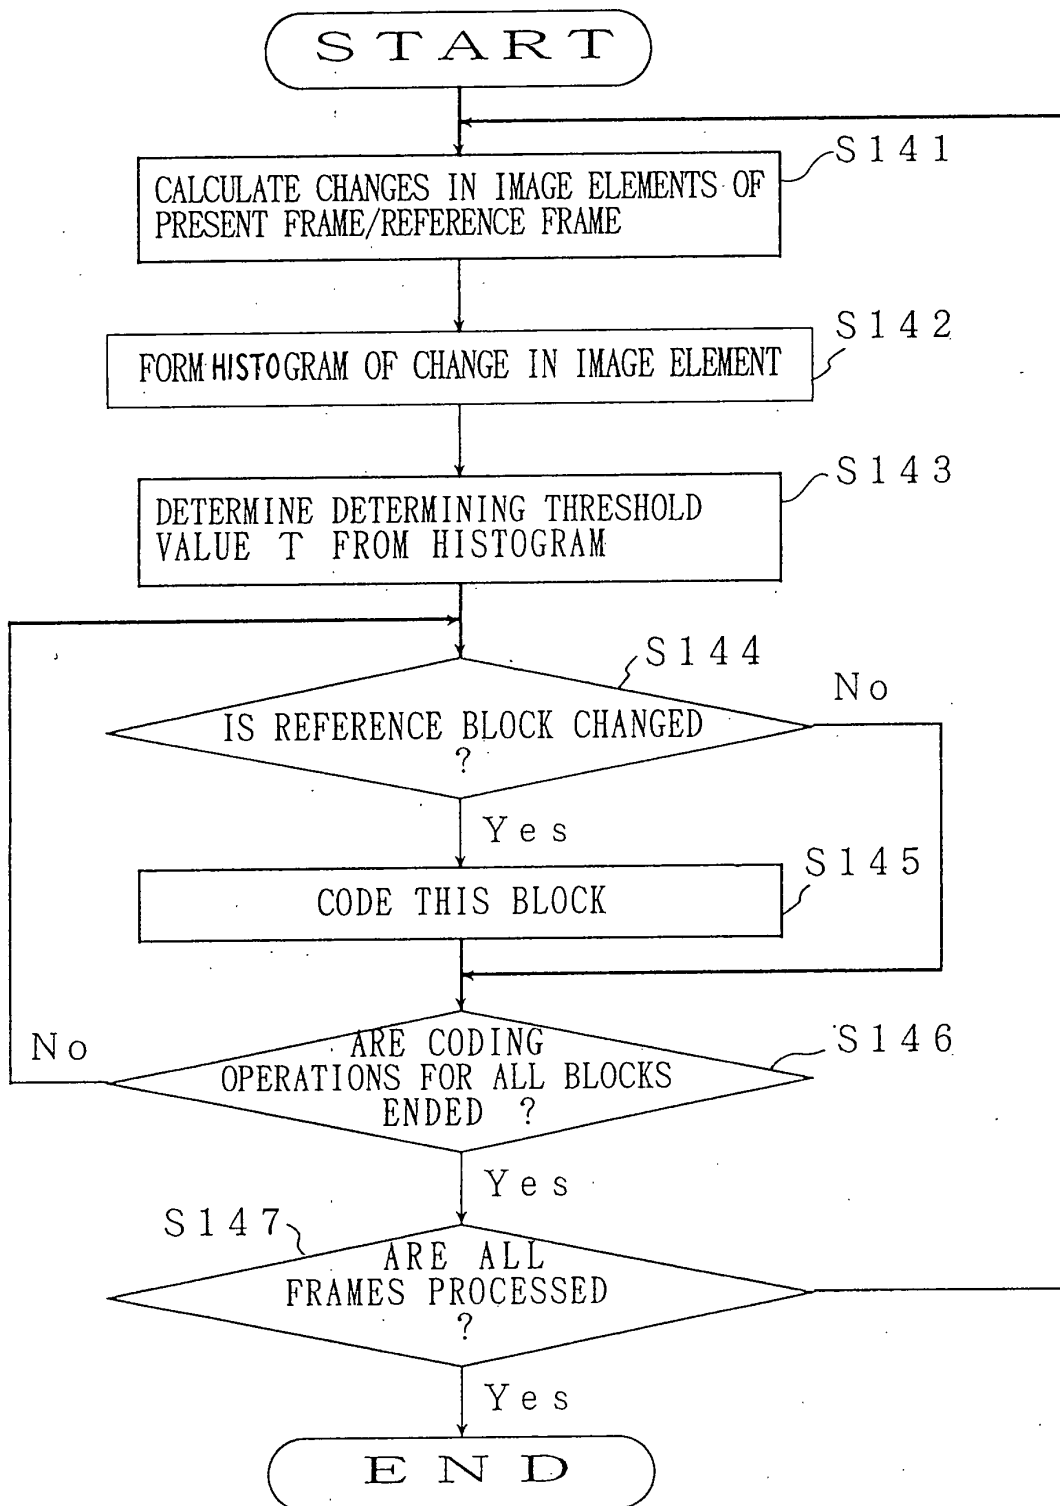 START
S141
CALCULATE CHANGES IN IMAGE ELEMENTS OF
PRESENT FRAME/REFERENCE FRAME
S142
FORM HISTOGRAM OF CHANGE IN IMAGE ELEMENT
S143
DETERMINE DETERMINING THRESHOLD
VALUE T FROM HISTOGRAM
S144
No
IS REFERENCE BLOCK CHANGED
?
Yes
S145
CODE THIS BLOCK
S146
No
ARE CODING
OPERATIONS FOR ALL BLOCKS
ENDED ?
Yes
S147
ARE ALL
FRAMES PROCESSED
?
Yes
END